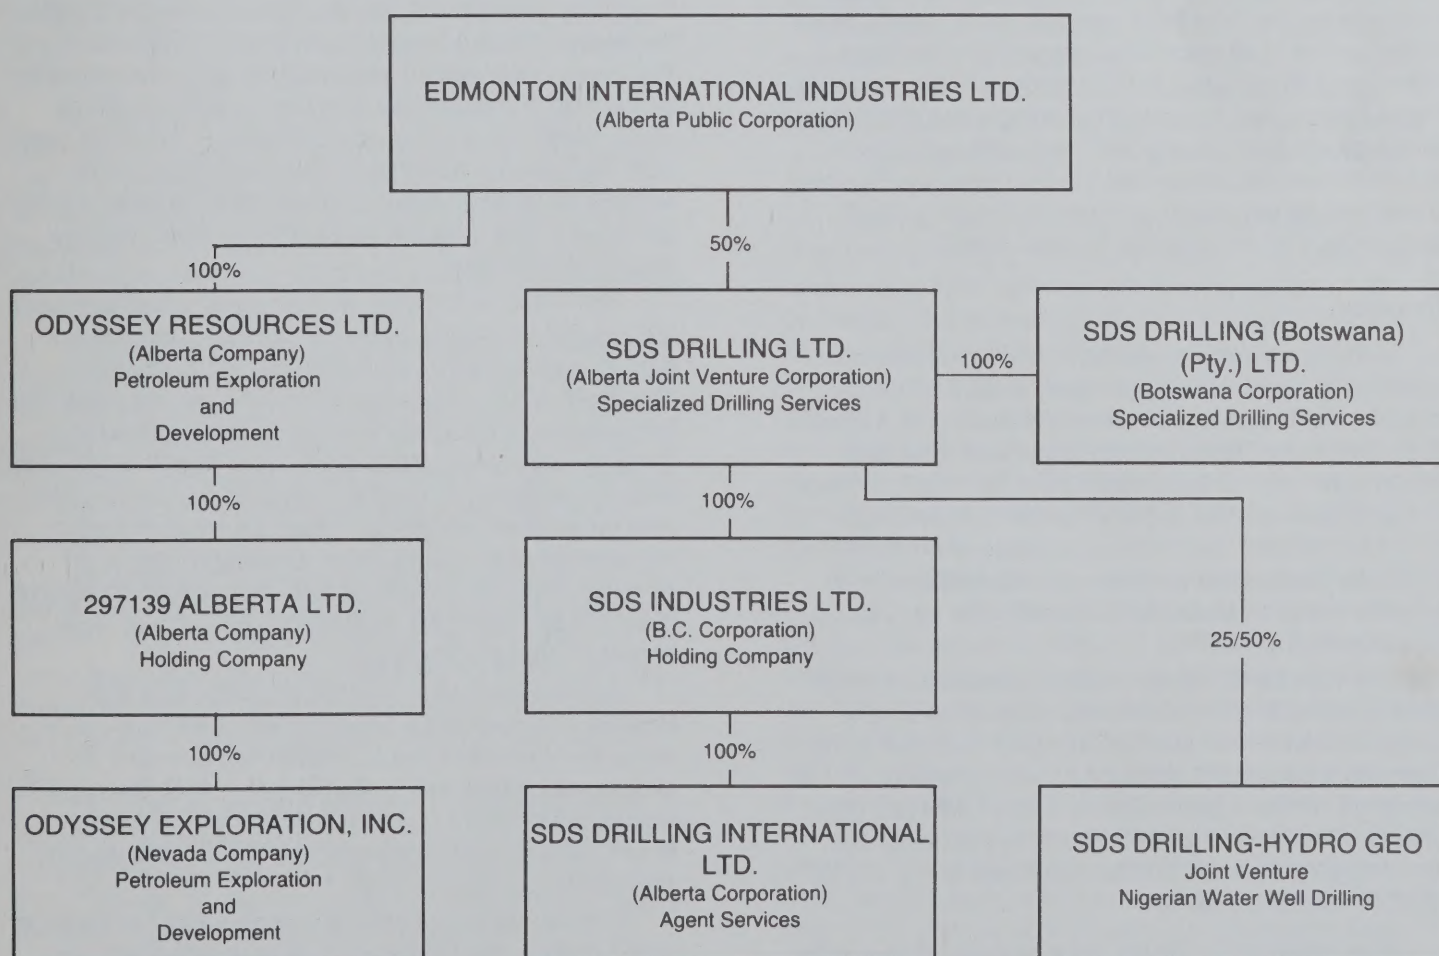 EDMONTON INTERNATIONAL INDUSTRIES LTD.
(Alberta Public Corporation)
100%
50%
ODYSSEY RESOURCES LTD.
(Alberta Company)
Petroleum Exploration
and
Development
SDS DRILLING LTD.
(Alberta Joint Venture Corporation)
Specialized Drilling Services
100%
SDS DRILLING (Botswana)
(Pty.) LTD.
(Botswana Corporation)
Specialized Drilling Services
100%
100%
25/50%
297139 ALBERTA LTD.
(Alberta Company)
Holding Company
SDS INDUSTRIES LTD.
(B.C. Corporation)
Holding Company
100%
100%
ODYSSEY EXPLORATION, INC.
(Nevada Company)
Petroleum Exploration
and
Development
SDS DRILLING INTERNATIONAL
LTD.
(Alberta Corporation)
Agent Services
SDS DRILLING-HYDRO GEO
Joint Venture
Nigerian Water Well Drilling